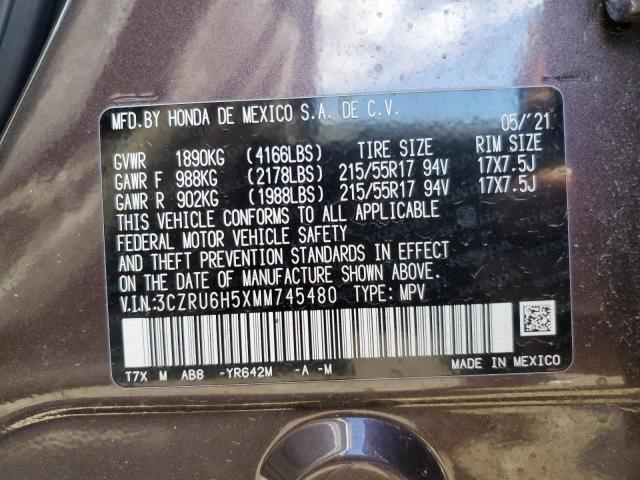 MFD.BY HONDA DE MEXICO S.A. DE C.V. 05/'21
GVWR 1890KG (4166LBS) TIRE SIZE RIM SIZE
GAWR F 988KG (2178LBS) 215/55R17 94V 17X7.5J
GAWR R 902KG (1988LBS) 215/55R17 94V 17X7.5J
THIS VEHICLE CONFORMS TO ALL APPLICABLE
FEDERAL MOTOR VEHICLE SAFETY
AND THEFT PREVENTION STANDARDS IN EFFECT
ON THE DATE OF MANUFACTURE SHOWN ABOVE.
V.I.N:3CZRU6H5XMM745480 TYPE: MPV
T7X M AB8 -YR642M -A -M MADE IN MEXICO